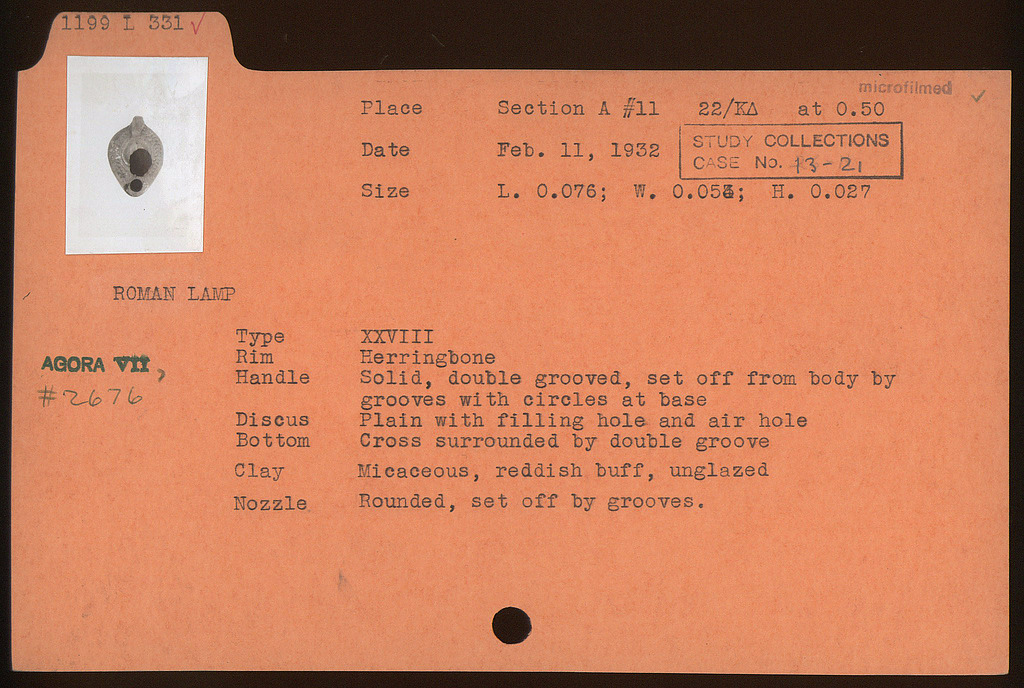 1199 L 331 ✓
microfilmed ✓
Place Section A #11 22/ΚΔ at 0.50
Date Feb. 11, 1932
STUDY COLLECTIONS
CASE No. 13-21
Size L. 0.076; W. 0.05; H. 0.027
ROMAN LAMP
Type XXVIII
Rim Herringbone
Handle Solid, double grooved, set off from body by
grooves with circles at base
Discus Plain with filling hole and air hole
Bottom Cross surrounded by double groove
Clay Micaceous, reddish buff, unglazed
Nozzle Rounded, set off by grooves.
AGORA VII,
#2676